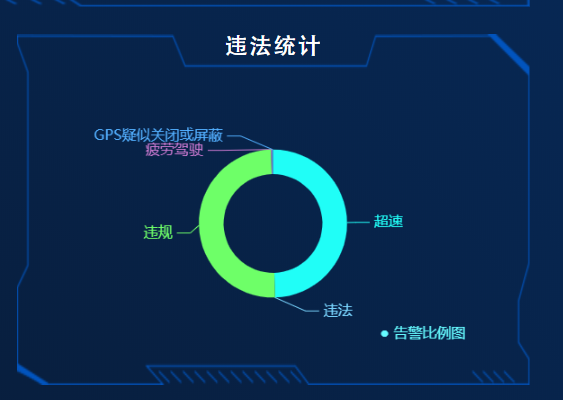 违法统计
GPS疑似关闭或屏蔽
疲劳驾驶
超速
违规
违法
告警比例图